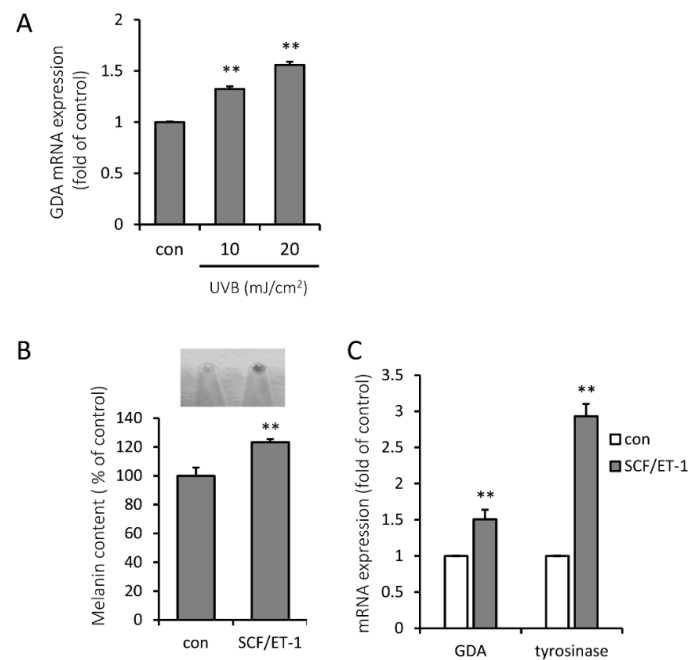 A
GDA mRNA expression
(fold of control)
2
1.5
1
0.5
0
**
**
con
10
20
UVB (mJ/cm²)
B
Melanin content ( % of control)
140
120
100
80
60
40
20
0
**
con
SCF/ET-1
C
mRNA expression (fold of control)
3.5
3
2.5
2
1.5
1
0.5
0
**
**
con
SCF/ET-1
GDA
tyrosinase